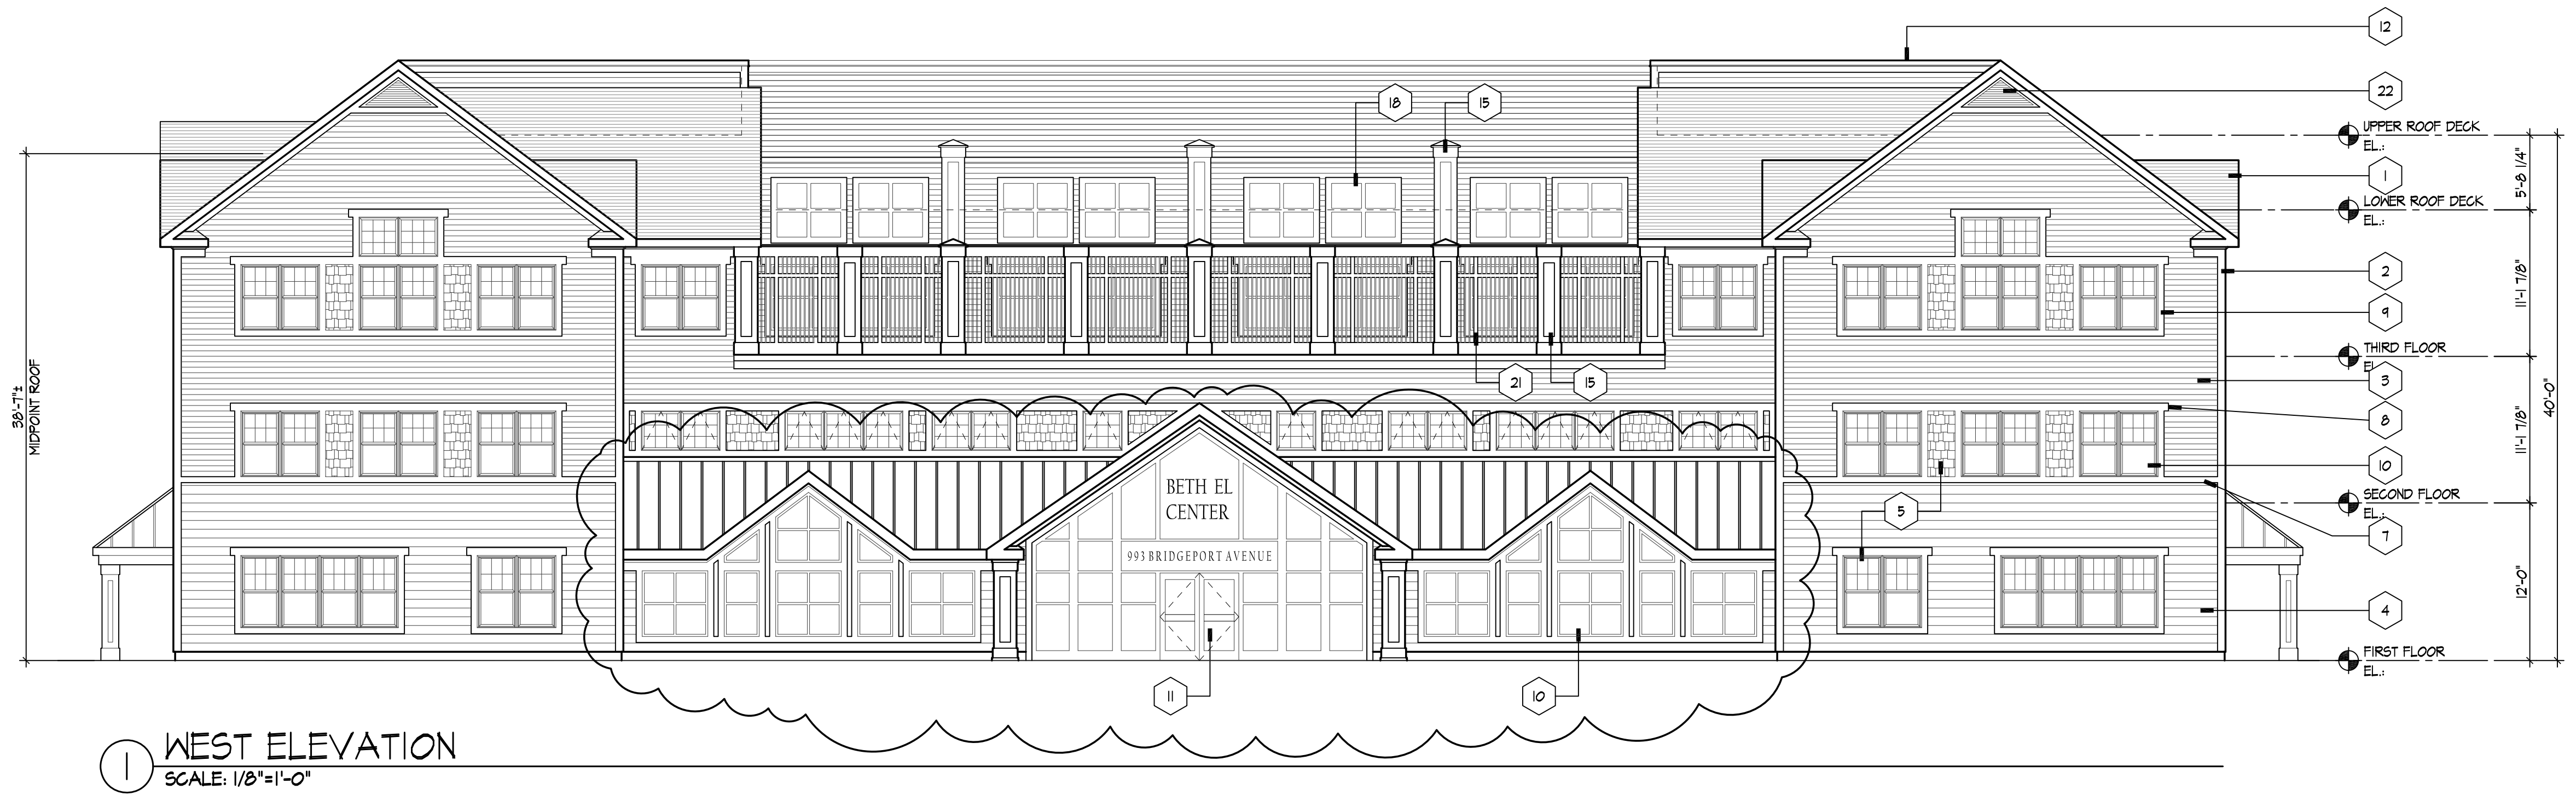 12
22
18
15
UPPER ROOF DECK
EL.:
1
5'-8 1/4"
LOWER ROOF DECK
EL.:
2
11'-1 7/8"
9
38'-7"±
MIDPOINT ROOF
THIRD FLOOR
EL.:
21
15
3
40'-0"
8
11'-1 7/8"
10
BETH EL
CENTER
SECOND FLOOR
EL.:
5
7
993 BRIDGEPORT AVENUE
12'-0"
4
FIRST FLOOR
EL.:
11
10
1
WEST ELEVATION
SCALE: 1/8"=1'-0"